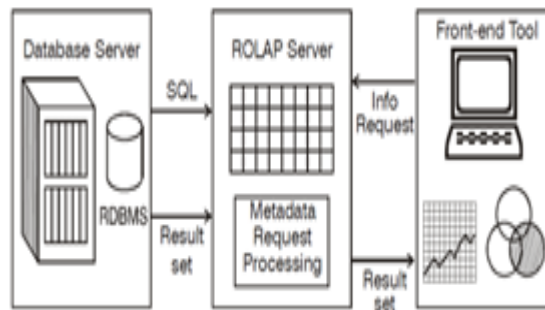 Database Server
RDBMS
SQL
Result
set
ROLAP Server
Metadata
Request
Processing
Info
Request
Result
set
Front-end Tool